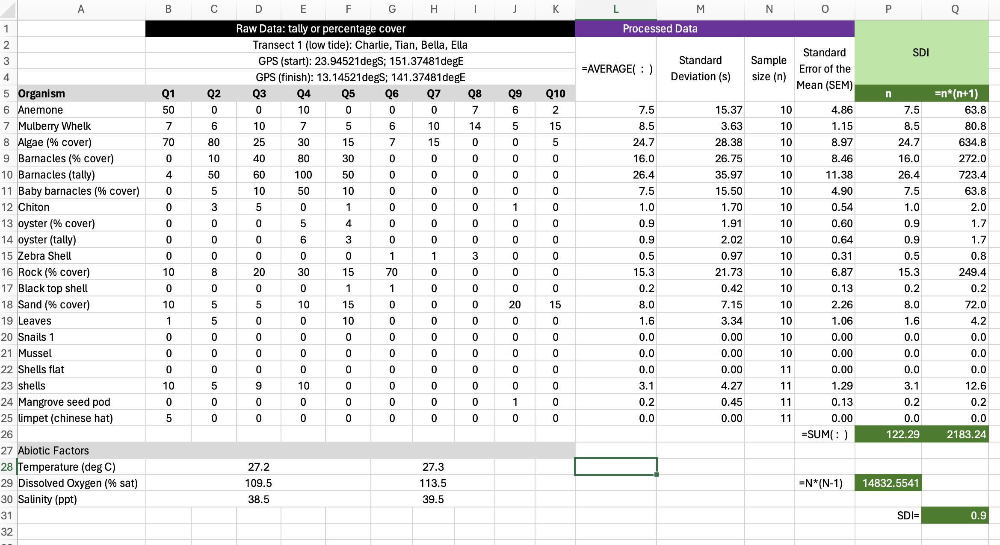 A B C D E F G H I J K L M N O P Q
1 Raw Data: tally or percentage cover Processed Data
2 Transect 1 (low tide): Charlie, Tian, Bella, Ella
3 GPS (start): 23.94521degS; 151.37481degE
4 GPS (finish): 13.14521degS; 141.37481degE
=AVERAGE( : )
Standard
Deviation (s)
Sample
size (n)
Standard
Error of the
Mean (SEM)
SDI
5 Organism Q1 Q2 Q3 Q4 Q5 Q6 Q7 Q8 Q9 Q10 n =n*(n+1)
6 Anemone 50 0 0 10 0 0 0 7 6 2 7.5 15.37 10 4.86 7.5 63.8
7 Mulberry Whelk 7 6 10 7 5 6 10 14 5 15 8.5 3.63 10 1.15 8.5 80.8
8 Algae (% cover) 70 80 25 30 15 7 15 0 0 5 24.7 28.38 10 8.97 24.7 634.8
9 Barnacles (% cover) 0 10 40 80 30 0 0 0 0 0 16.0 26.75 10 8.46 16.0 272.0
10 Barnacles (tally) 4 50 60 100 50 0 0 0 0 0 26.4 35.97 10 11.38 26.4 723.4
11 Baby barnacles (% cover) 0 5 10 50 10 0 0 0 0 0 7.5 15.50 10 4.90 7.5 63.8
12 Chiton 0 3 5 0 1 0 0 0 1 0 1.0 1.70 10 0.54 1.0 2.0
13 oyster (% cover) 0 0 0 5 4 0 0 0 0 0 0.9 1.91 10 0.60 0.9 1.7
14 oyster (tally) 0 0 0 6 3 0 0 0 0 0 0.9 2.02 10 0.64 0.9 1.7
15 Zebra Shell 0 0 0 0 0 1 1 3 0 0 0.5 0.97 10 0.31 0.5 0.8
16 Rock (% cover) 10 8 20 30 15 70 0 0 0 0 15.3 21.73 10 6.87 15.3 249.4
17 Black top shell 0 0 0 0 1 1 0 0 0 0 0.2 0.42 10 0.13 0.2 0.2
18 Sand (% cover) 10 5 5 10 15 0 0 0 20 15 8.0 7.15 10 2.26 8.0 72.0
19 Leaves 1 5 0 0 10 0 0 0 0 0 1.6 3.34 10 1.06 1.6 4.2
20 Snails 1 0 0 0 0 0 0 0 0 0 0 0.0 0.00 10 0.00 0.0 0.0
21 Mussel 0 0 0 0 0 0 0 0 0 0 0.0 0.00 10 0.00 0.0 0.0
22 Shells flat 0 0 0 0 0 0 0 0 0 0 0.0 0.00 11 0.00 0.0 0.0
23 shells 10 5 9 10 0 0 0 0 0 0 3.1 4.27 11 1.29 3.1 12.6
24 Mangrove seed pod 0 0 0 0 0 0 0 0 1 0 0.2 0.45 11 0.13 0.2 0.2
25 limpet (chinese hat) 5 0 0 0 0 0 0 0 0 0 0.0 0.00 11 0.00 0.0 0.0
26 =SUM( : ) 122.29 2183.24
27 Abiotic Factors
28 Temperature (deg C) 27.2 27.3
29 Dissolved Oxygen (% sat) 109.5 113.5 =N*(N-1) 14832.5541
30 Salinity (ppt) 38.5 39.5
31 SDI= 0.9
32